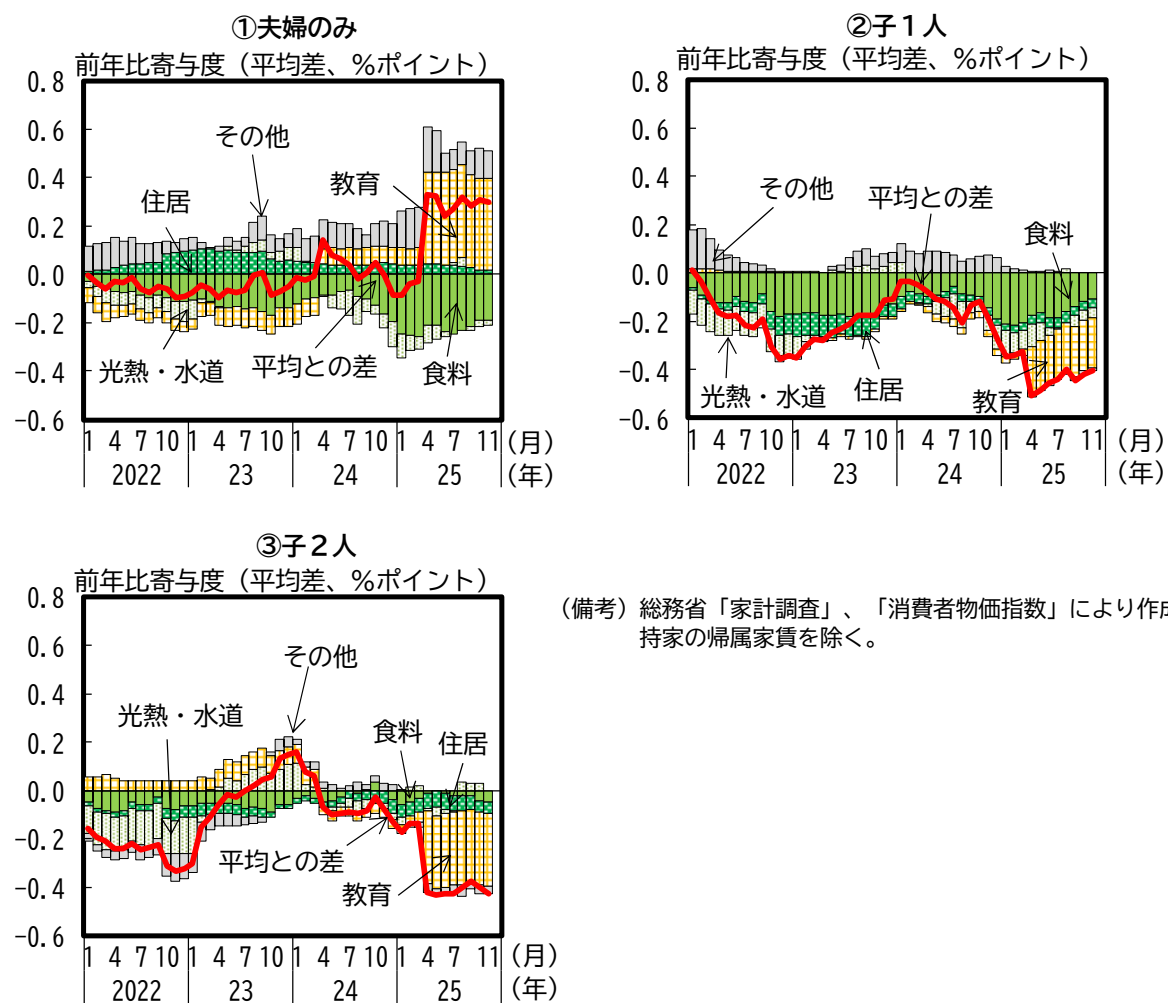 ①夫婦のみ
前年比寄与度（平均差、%ポイント）
0.8
0.6
0.4
0.2
0.0
-0.2
-0.4
-0.6
その他
住居
教育
光熱・水道
平均との差
食料
1 4 7 10 1 4 7 10 1 4 7 10 1 4 7 11 (月)
2022 23 24 25 (年)
②子１人
前年比寄与度（平均差、%ポイント）
0.8
0.6
0.4
0.2
0.0
-0.2
-0.4
-0.6
その他
平均との差
食料
光熱・水道
住居
教育
1 4 7 10 1 4 7 10 1 4 7 10 1 4 7 11 (月)
2022 23 24 25 (年)
③子２人
前年比寄与度（平均差、%ポイント）
0.8
0.6
0.4
0.2
0.0
-0.2
-0.4
-0.6
その他
光熱・水道
食料
住居
平均との差
教育
1 4 7 10 1 4 7 10 1 4 7 10 1 4 7 11 (月)
2022 23 24 25 (年)
（備考）総務省「家計調査」、「消費者物価指数」により作成
持家の帰属家賃を除く。